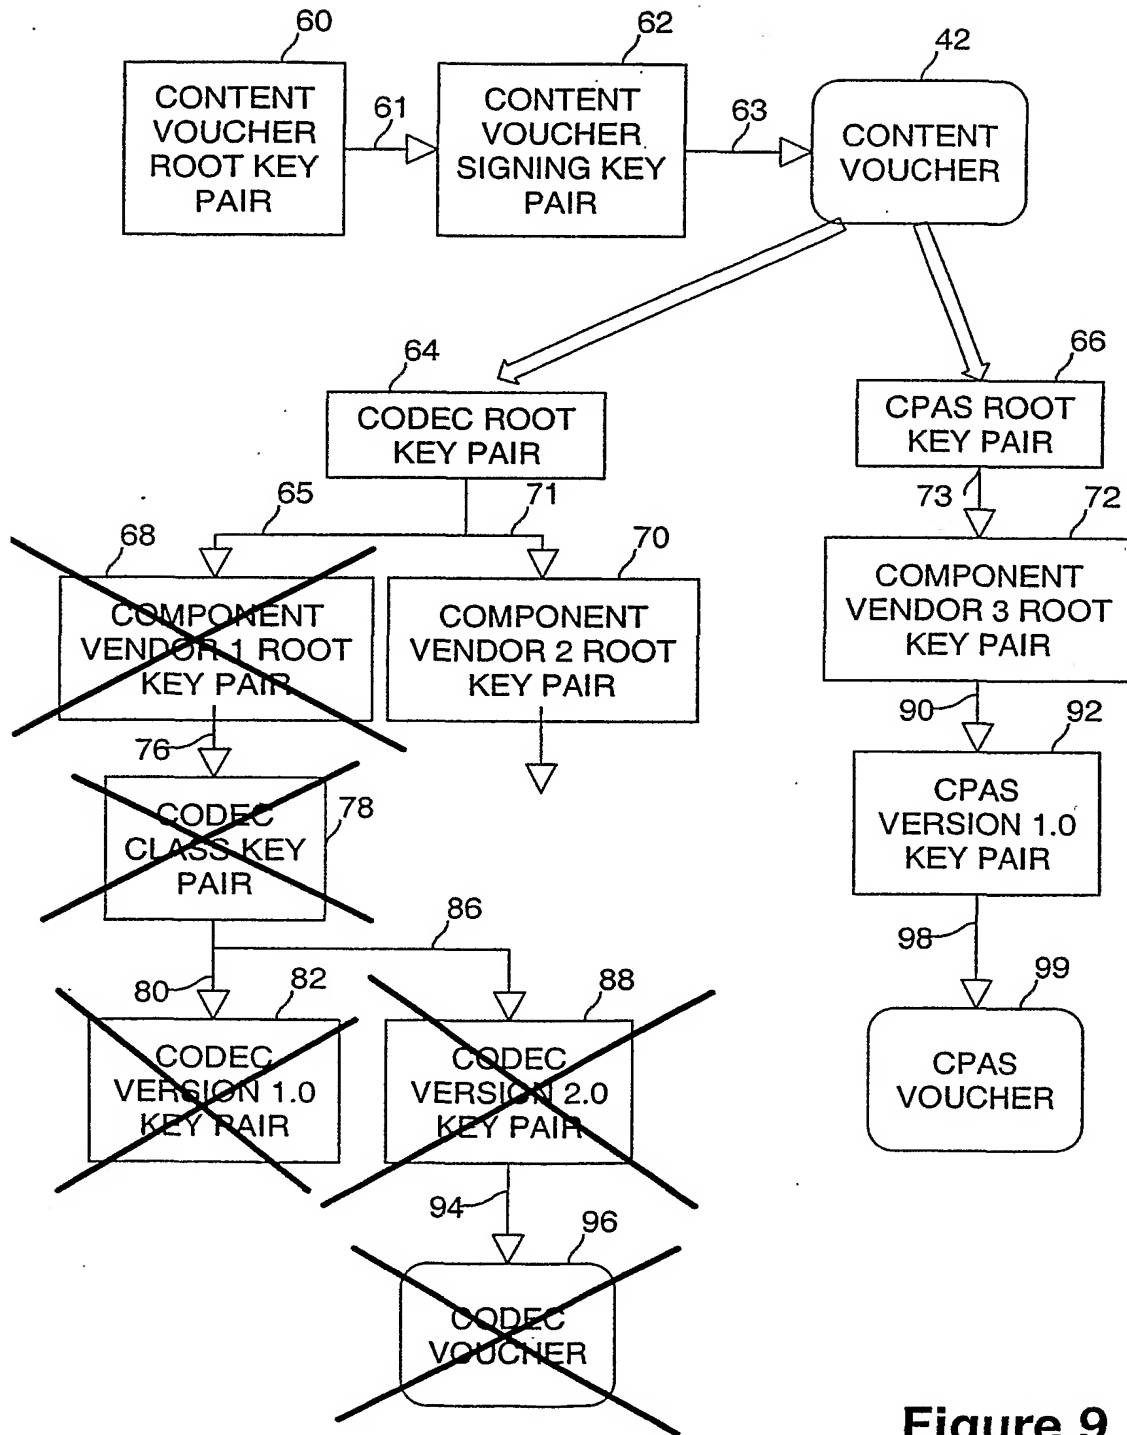 60
62
42
CONTENT
VOUCHER
ROOT KEY
PAIR
61
CONTENT
VOUCHER
SIGNING KEY
PAIR
63
CONTENT
VOUCHER
64
66
CODEC ROOT
KEY PAIR
CPAS ROOT
KEY PAIR
65
71
73
72
68
70
COMPONENT
VENDOR 1 ROOT
KEY PAIR
COMPONENT
VENDOR 2 ROOT
KEY PAIR
COMPONENT
VENDOR 3 ROOT
KEY PAIR
76
90
92
CODEC
CLASS KEY
PAIR
78
CPAS
VERSION 1.0
KEY PAIR
86
98
80
82
88
99
CODEC
VERSION 1.0
KEY PAIR
CODEC
VERSION 2.0
KEY PAIR
CPAS
VOUCHER
94
96
CODEC
VOUCHER
Figure 9